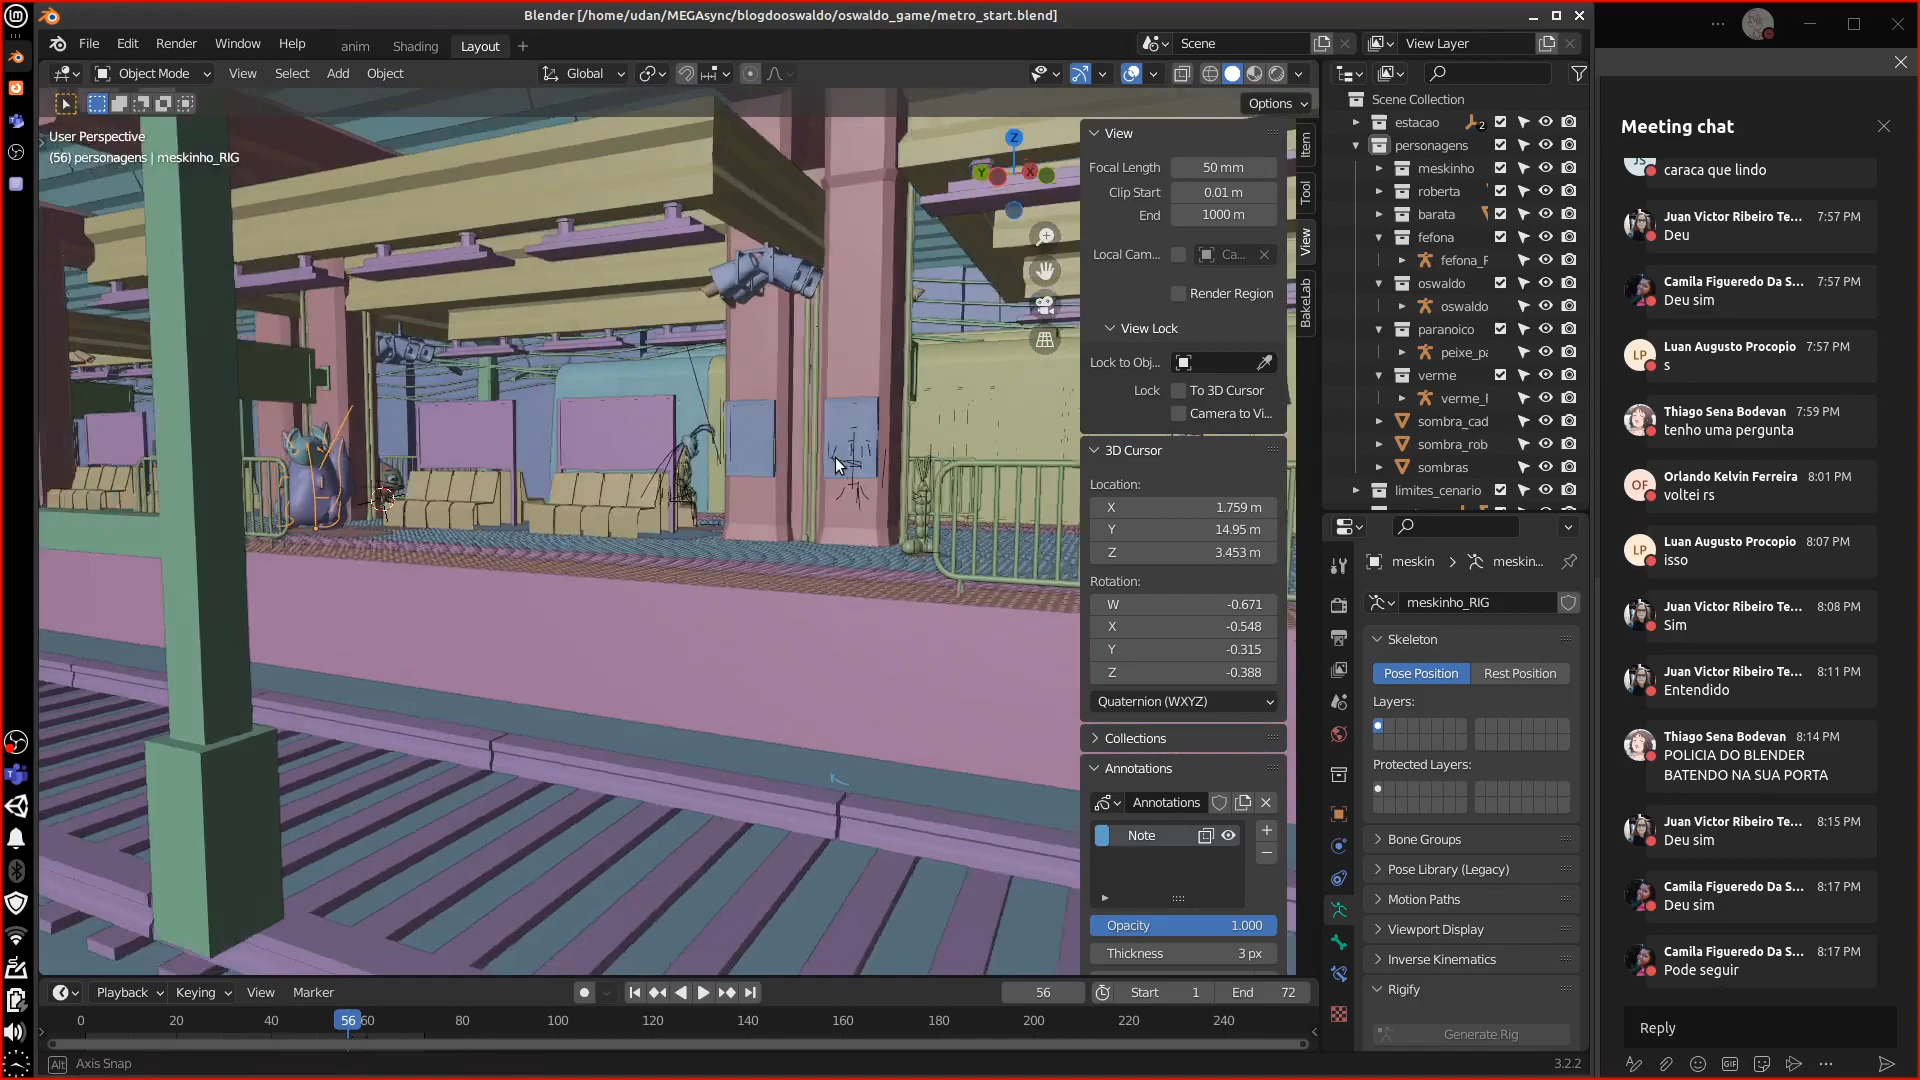 Blender [/home/udan/MEGAsync/blogdooswaldo/oswaldo_game/metro_start.blend]
File Edit Render Window Help anim Shading Layout Scene View Layer
Object Mode View Select Add Object Global
Options
User Perspective
(56) personagens | meskinho_RIG
Z
Y X
View
Focal Length 50 mm
Clip Start 0.01 m
End 1000 m
Local Cam... Ca...
Render Region
View Lock
Lock to Obj...
Lock To 3D Cursor
Camera to Vi...
3D Cursor
Location:
X 1.759 m
Y 14.95 m
Z 3.453 m
Rotation:
W -0.671
X -0.548
Y -0.315
Z -0.388
Quaternion (WXYZ)
Collections
Annotations
Annotations
Note
Opacity 1.000
Thickness 3 px
Item
Tool
View
BakeLab
Scene Collection
estacao 2
personagens
meskinho
roberta
barata
fefona
fefona_F
oswaldo
oswaldo
paranoico
peixe_pa
verme
verme_F
sombra_cad
sombra_rob
sombras
limites_cenario
meskin meskin...
meskinho_RIG
Skeleton
Pose Position Rest Position
Layers:
Protected Layers:
Bone Groups
Pose Library (Legacy)
Motion Paths
Viewport Display
Inverse Kinematics
Rigify
Generate Rig
Playback Keying View Marker 56 Start 1 End 72
0 20 40 56 60 80 100 120 140 160 180 200 220 240
Alt Axis Snap 3.2.2
Meeting chat
JS
caraca que lindo
Juan Victor Ribeiro Te... 7:57 PM
Deu
Camila Figueredo Da S... 7:57 PM
Deu sim
LP Luan Augusto Procopio 7:57 PM
s
Thiago Sena Bodevan 7:59 PM
tenho uma pergunta
OF Orlando Kelvin Ferreira 8:01 PM
voltei rs
LP Luan Augusto Procopio 8:07 PM
isso
Juan Victor Ribeiro Te... 8:08 PM
Sim
Juan Victor Ribeiro Te... 8:11 PM
Entendido
Thiago Sena Bodevan 8:14 PM
POLICIA DO BLENDER
BATENDO NA SUA PORTA
Juan Victor Ribeiro Te... 8:15 PM
Deu sim
Camila Figueredo Da S... 8:17 PM
Deu sim
Camila Figueredo Da S... 8:17 PM
Pode seguir
Reply
GIF